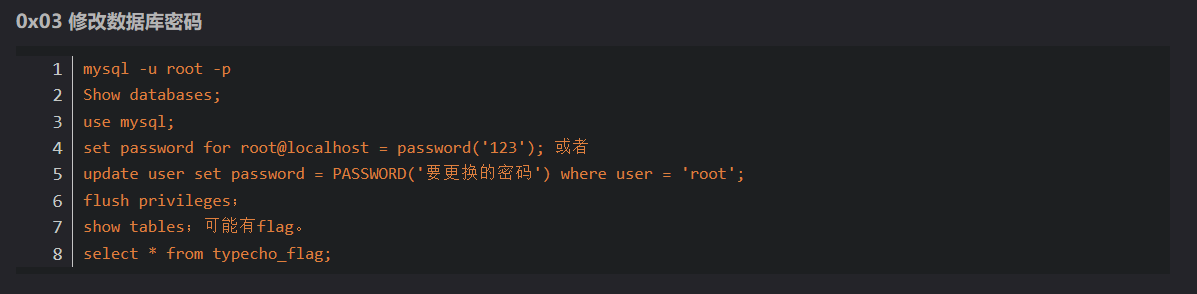 0x03 修改数据库密码
1 mysql -u root -p
2 Show databases;
3 use mysql;
4 set password for root@localhost = password('123'); 或者
5 update user set password = PASSWORD('要更换的密码') where user = 'root';
6 flush privileges；
7 show tables；可能有flag。
8 select * from typecho_flag;